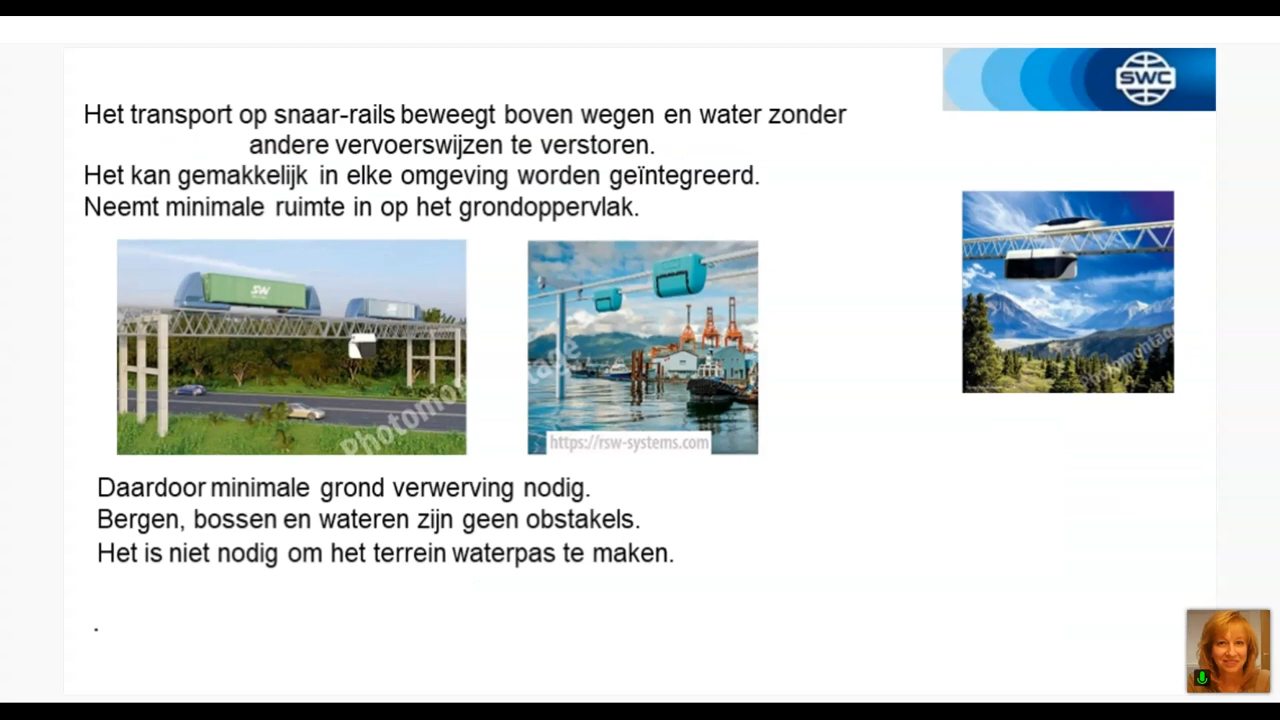 SWC
Het transport op snaar-rails beweegt boven wegen en water zonder
andere vervoerswijzen te verstoren.
Het kan gemakkelijk in elke omgeving worden geïntegreerd.
Neemt minimale ruimte in op het grondoppervlak.
SW
https://rsw-systems.com
Photomontage
Daardoor minimale grond verwerving nodig.
Bergen, bossen en wateren zijn geen obstakels.
Het is niet nodig om het terrein waterpas te maken.
.